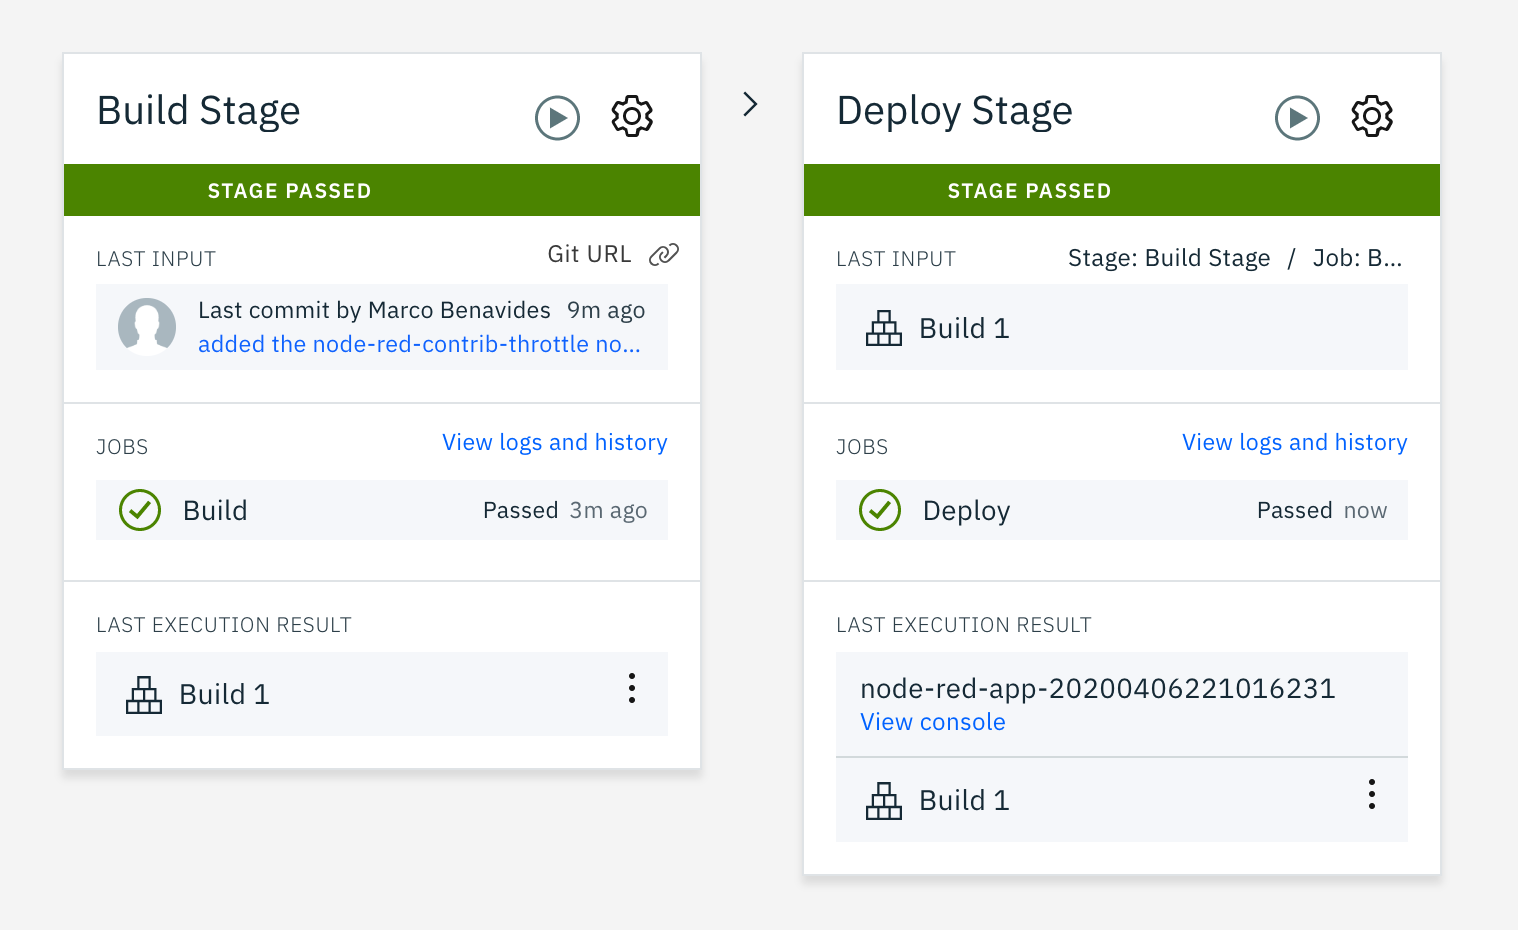 Build Stage
STAGE PASSED
LAST INPUT
Git URL
Last commit by Marco Benavides 9m ago
added the node-red-contrib-throttle no...
JOBS
View logs and history
Build
Passed 3m ago
LAST EXECUTION RESULT
Build 1
Deploy Stage
STAGE PASSED
LAST INPUT
Stage: Build Stage / Job: B...
Build 1
JOBS
View logs and history
Deploy
Passed now
LAST EXECUTION RESULT
node-red-app-20200406221016231
View console
Build 1